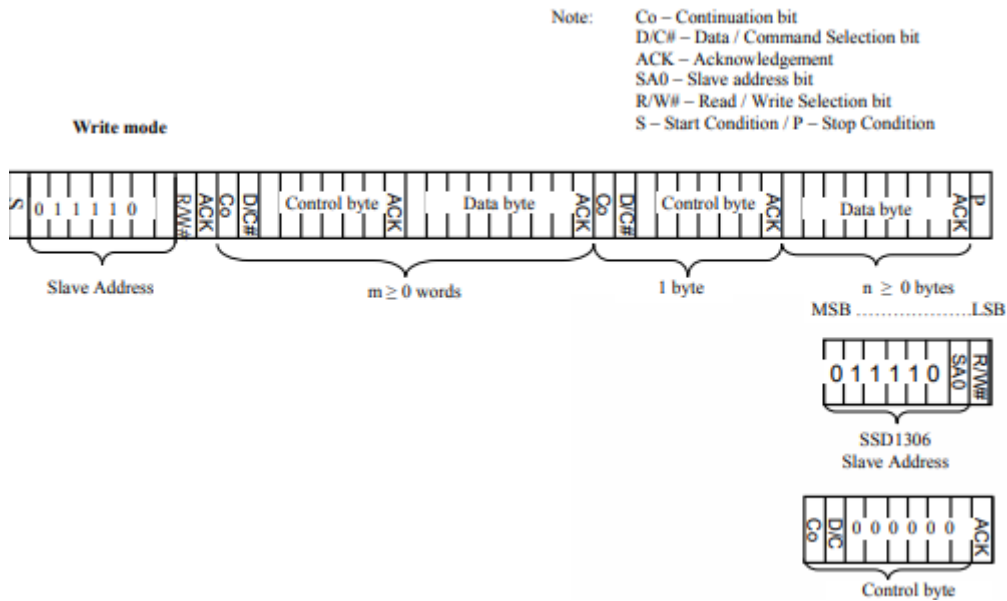 Note: Co – Continuation bit
D/C# – Data / Command Selection bit
ACK – Acknowledgement
SA0 – Slave address bit
R/W# – Read / Write Selection bit
S – Start Condition / P – Stop Condition
Write mode
S 0 1 1 1 1 0 R/W# ACK Co D/C# Control byte ACK Data byte ACK Co D/C# Control byte ACK Data byte ACK P
Slave Address m ≥ 0 words 1 byte n ≥ 0 bytes
MSB ....................... LSB
0 1 1 1 1 0 SA0 R/W#
SSD1306
Slave Address
Co D/C 0 0 0 0 0 0 ACK
Control byte